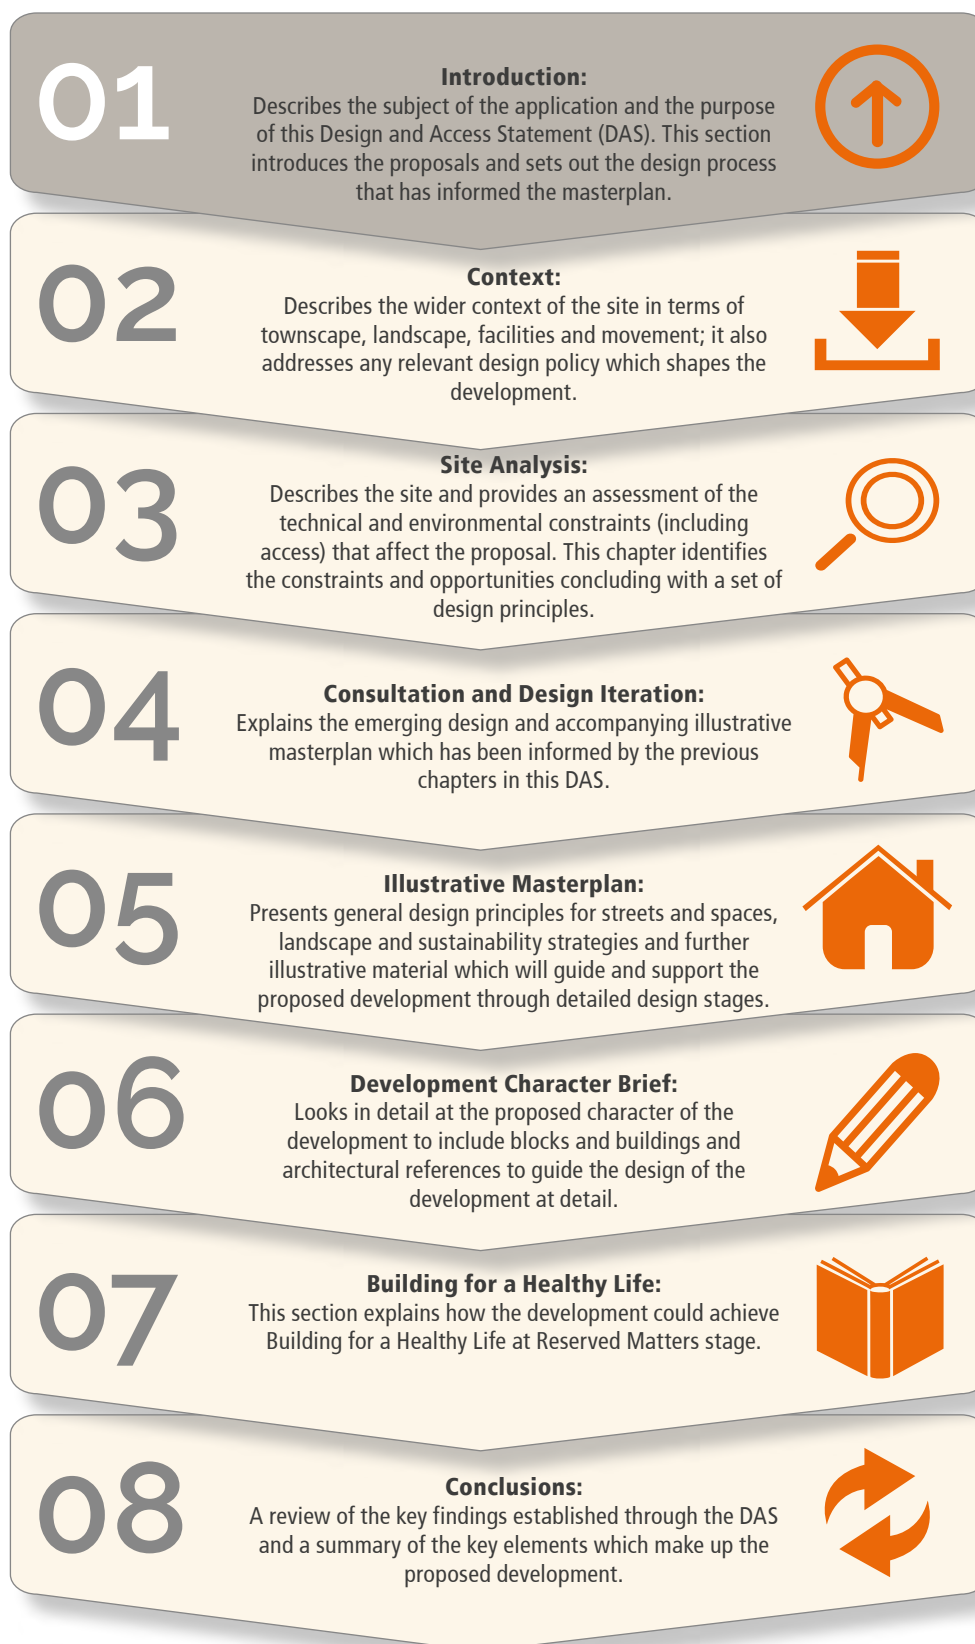 01
Introduction:
Describes the subject of the application and the purpose
of this Design and Access Statement (DAS). This section
introduces the proposals and sets out the design process
that has informed the masterplan.
02
Context:
Describes the wider context of the site in terms of
townscape, landscape, facilities and movement; it also
addresses any relevant design policy which shapes the
development.
03
Site Analysis:
Describes the site and provides an assessment of the
technical and environmental constraints (including
access) that affect the proposal. This chapter identifies
the constraints and opportunities concluding with a set of
design principles.
04
Consultation and Design Iteration:
Explains the emerging design and accompanying illustrative
masterplan which has been informed by the previous
chapters in this DAS.
05
Illustrative Masterplan:
Presents general design principles for streets and spaces,
landscape and sustainability strategies and further
illustrative material which will guide and support the
proposed development through detailed design stages.
06
Development Character Brief:
Looks in detail at the proposed character of the
development to include blocks and buildings and
architectural references to guide the design of the
development at detail.
07
Building for a Healthy Life:
This section explains how the development could achieve
Building for a Healthy Life at Reserved Matters stage.
08
Conclusions:
A review of the key findings established through the DAS
and a summary of the key elements which make up the
proposed development.